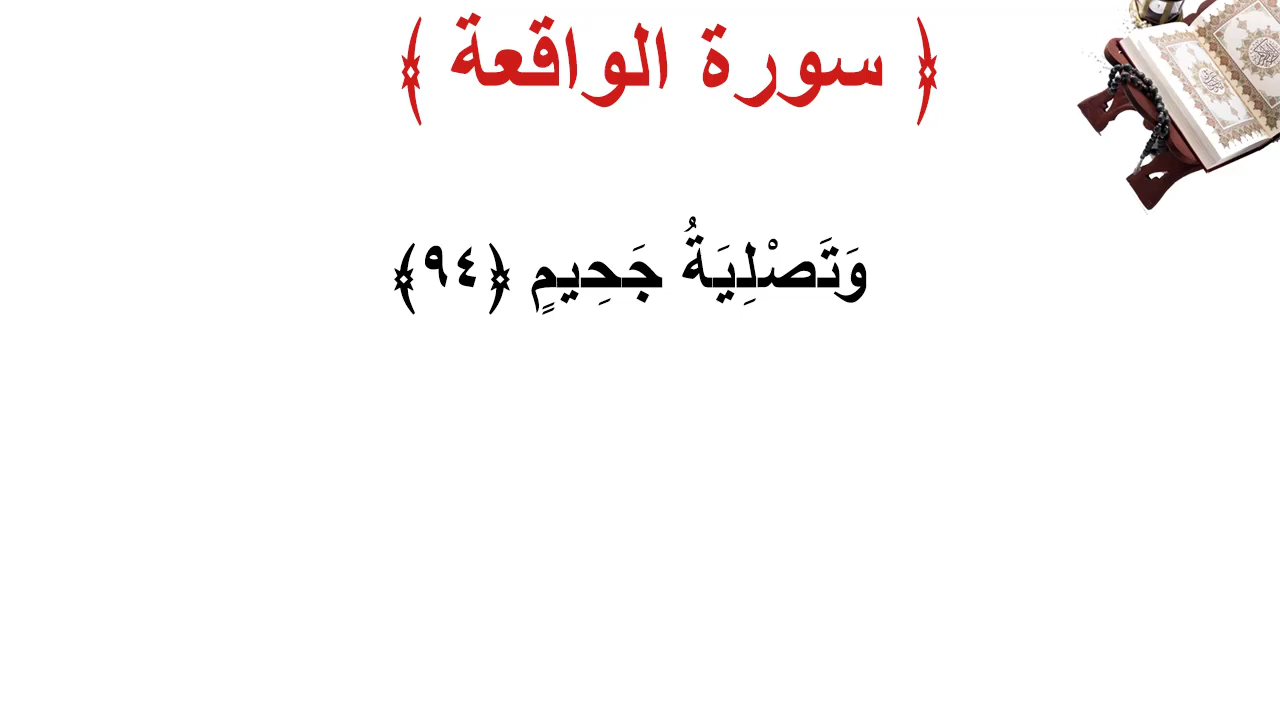 ﴿ سورة الواقعة ﴾
وَتَصْلِيَةُ جَحِيمٍ ﴿٩٤﴾